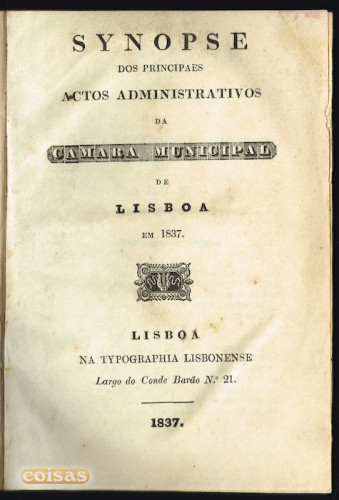 SYNOPSE
DOS PRINCIPAES
ACTOS ADMINISTRATIVOS
DA
CAMARA MUNICIPAL
DE
LISBOA
EM 1837.
LISBOA
NA TYPOGRAPHIA LISBONENSE
Largo do Conde Barão N.º 21.
1837.
coisas